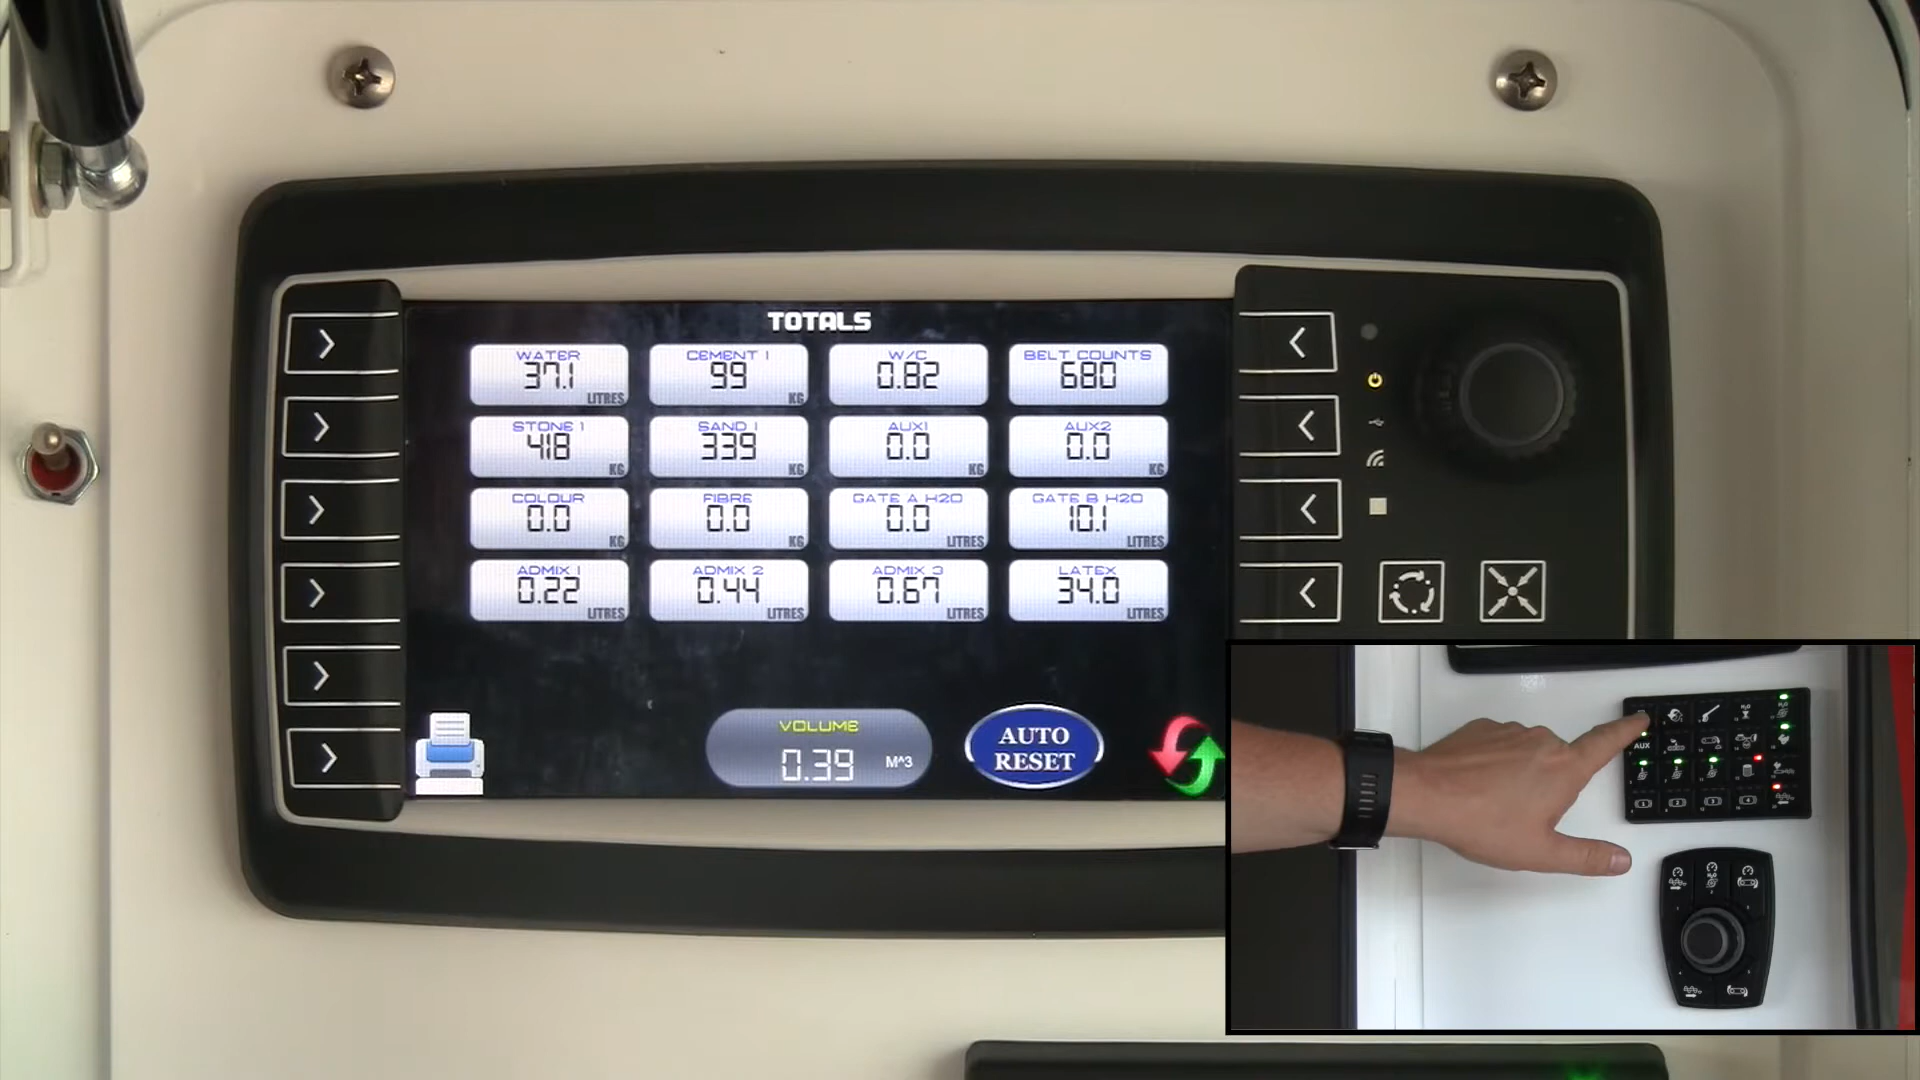 TOTALS
WATER CEMENT 1 W/C BELT COUNTS
37.1 99 0.82 680
LITRES KG
STONE 1 SAND 1 AUX1 AUX2
418 339 0.0 0.0
KG KG KG KG
COLOUR FIBRE GATE A H2O GATE B H2O
0.0 0.0 0.0 10.1
KG KG LITRES LITRES
ADMIX 1 ADMIX 2 ADMIX 3 LATEX
0.22 0.44 0.67 34.0
LITRES LITRES LITRES LITRES
VOLUME
0.39 M^3
AUTO
RESET
AUX